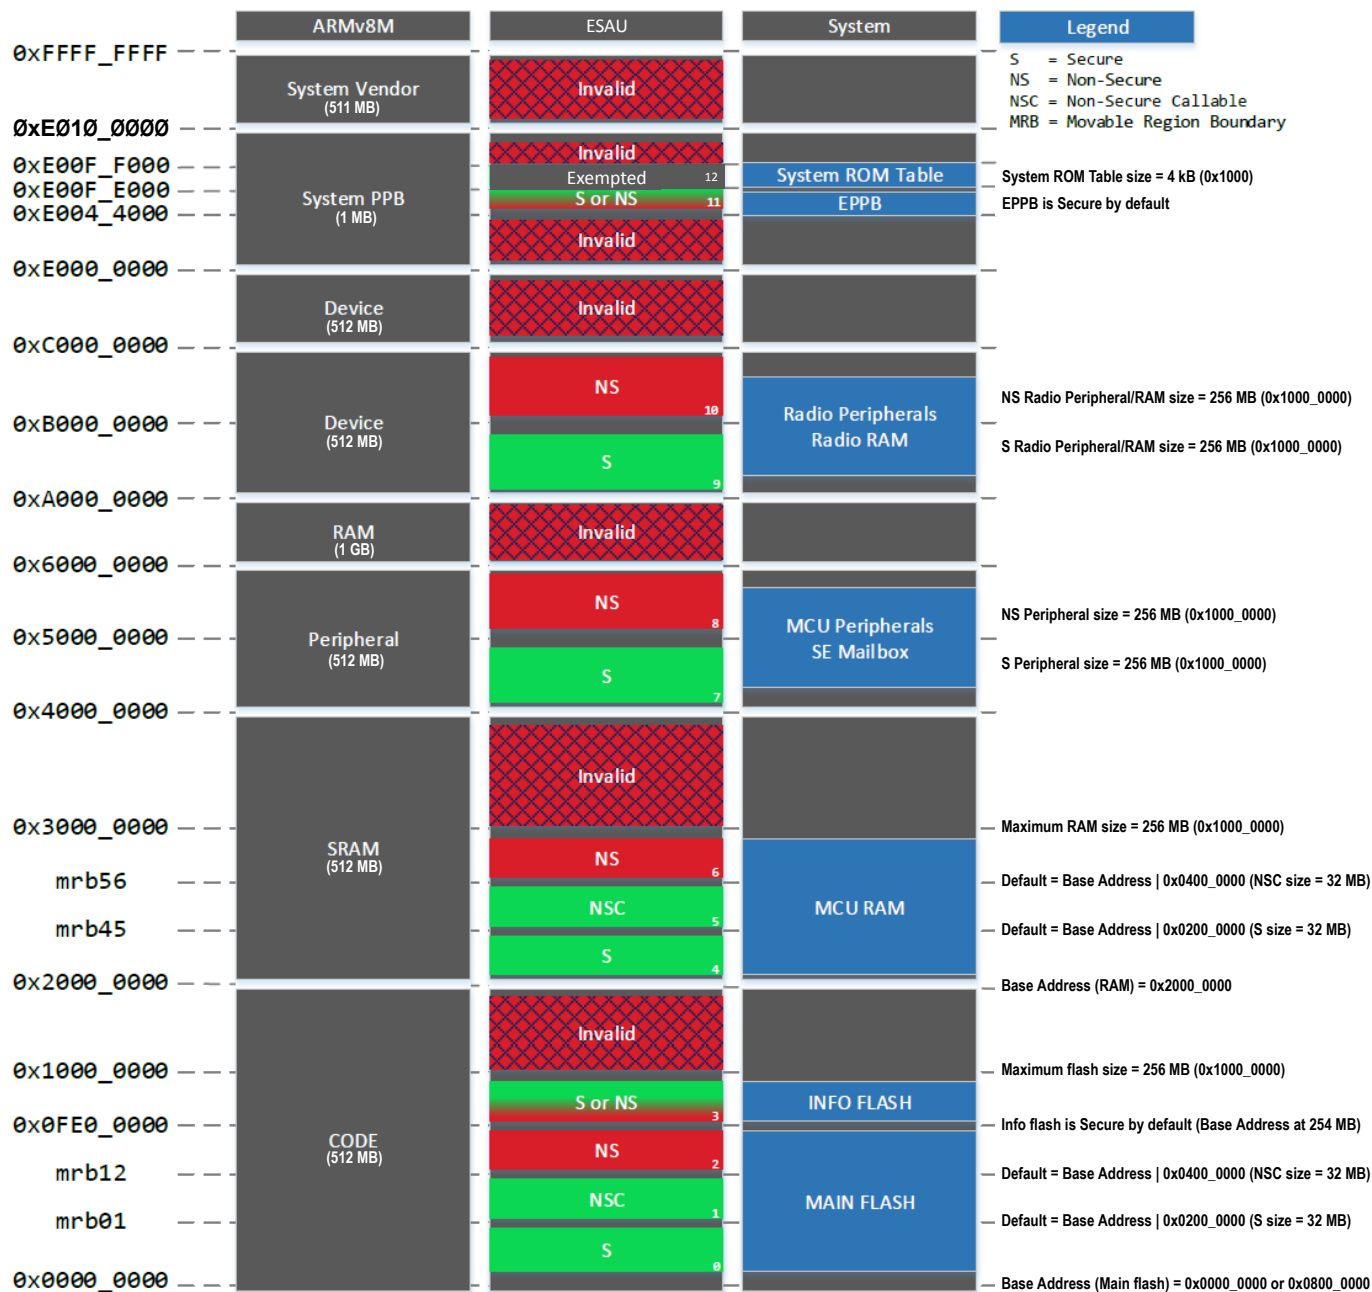 ARMv8M
ESAU
System
Legend
0xFFFF_FFFF
S = Secure
NS = Non-Secure
NSC = Non-Secure Callable
MRB = Movable Region Boundary
System Vendor
(511 MB)
Invalid
0xE010_0000
Invalid
0xE00F_F000
Exempted 12
System ROM Table
System ROM Table size = 4 kB (0x1000)
0xE00F_E000
System PPB
(1 MB)
S or NS 11
EPPB
EPPB is Secure by default
0xE004_4000
Invalid
0xE000_0000
Device
(512 MB)
Invalid
0xC000_0000
NS
10
NS Radio Peripheral/RAM size = 256 MB (0x1000_0000)
0xB000_0000
Device
(512 MB)
Radio Peripherals
Radio RAM
S Radio Peripheral/RAM size = 256 MB (0x1000_0000)
S
9
0xA000_0000
RAM
(1 GB)
Invalid
0x6000_0000
NS
8
NS Peripheral size = 256 MB (0x1000_0000)
0x5000_0000
Peripheral
(512 MB)
MCU Peripherals
SE Mailbox
S Peripheral size = 256 MB (0x1000_0000)
S
7
0x4000_0000
Invalid
0x3000_0000
Maximum RAM size = 256 MB (0x1000_0000)
SRAM
(512 MB)
NS
6
mrb56
Default = Base Address | 0x0400_0000 (NSC size = 32 MB)
NSC
5
MCU RAM
mrb45
Default = Base Address | 0x0200_0000 (S size = 32 MB)
S
4
0x2000_0000
Base Address (RAM) = 0x2000_0000
Invalid
0x1000_0000
Maximum flash size = 256 MB (0x1000_0000)
S or NS
3
INFO FLASH
0x0FE0_0000
Info flash is Secure by default (Base Address at 254 MB)
CODE
(512 MB)
NS
2
mrb12
Default = Base Address | 0x0400_0000 (NSC size = 32 MB)
NSC
1
MAIN FLASH
mrb01
Default = Base Address | 0x0200_0000 (S size = 32 MB)
S
0
0x0000_0000
Base Address (Main flash) = 0x0000_0000 or 0x0800_0000